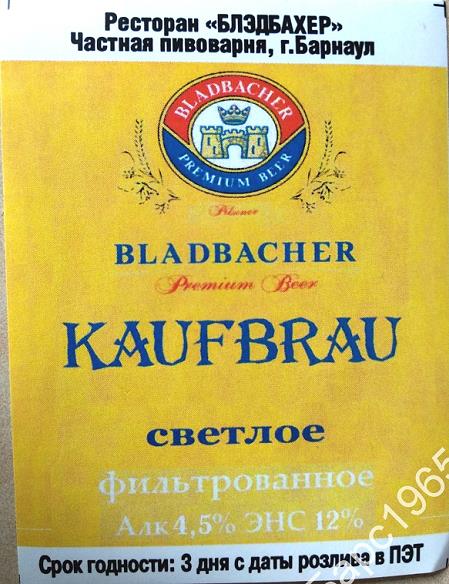 Ресторан «БЛЭДБАХЕР»
Частная пивоварня, г.Барнаул
BLADBACHER
PREMIUM BEER
Pilsener
BLADBACHER
Premium Beer
KAUFBRAU
светлое
фильтрованное
Алк 4,5% ЭНС 12%
Срок годности: 3 дня с даты розлива в ПЭТ
барс1965